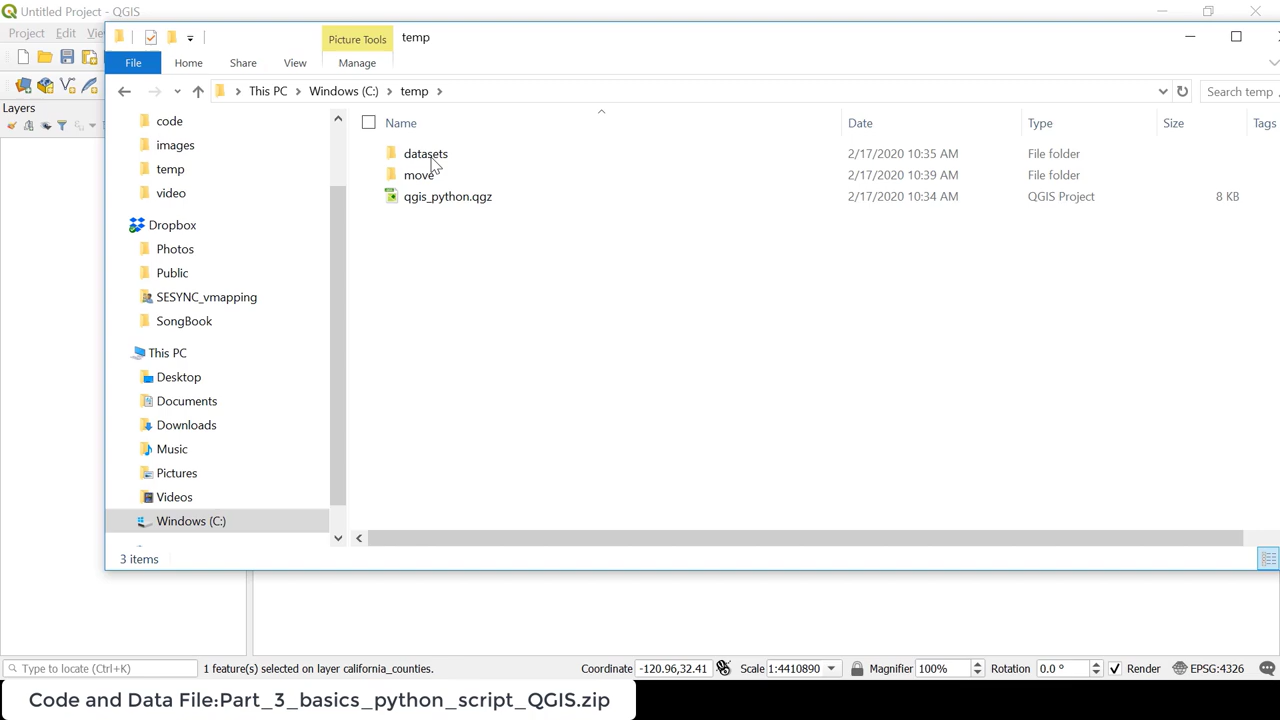 Untitled Project - QGIS
Project Edit Vie
Picture Tools temp
File Home Share View Manage
This PC Windows (C:) temp Search temp
Layers
Name Date Type Size Tags
code
images
temp
video
Dropbox
Photos
Public
SESYNC_vmapping
SongBook
This PC
Desktop
Documents
Downloads
Music
Pictures
Videos
Windows (C:)
datasets 2/17/2020 10:35 AM File folder
move 2/17/2020 10:39 AM File folder
qgis_python.qgz 2/17/2020 10:34 AM QGIS Project 8 KB
3 items
Type to locate (Ctrl+K) 1 feature(s) selected on layer california_counties. Coordinate -120.96,32.41 Scale 1:4410890 Magnifier 100% Rotation 0.0 ° Render EPSG:4326
Code and Data File:Part_3_basics_python_script_QGIS.zip